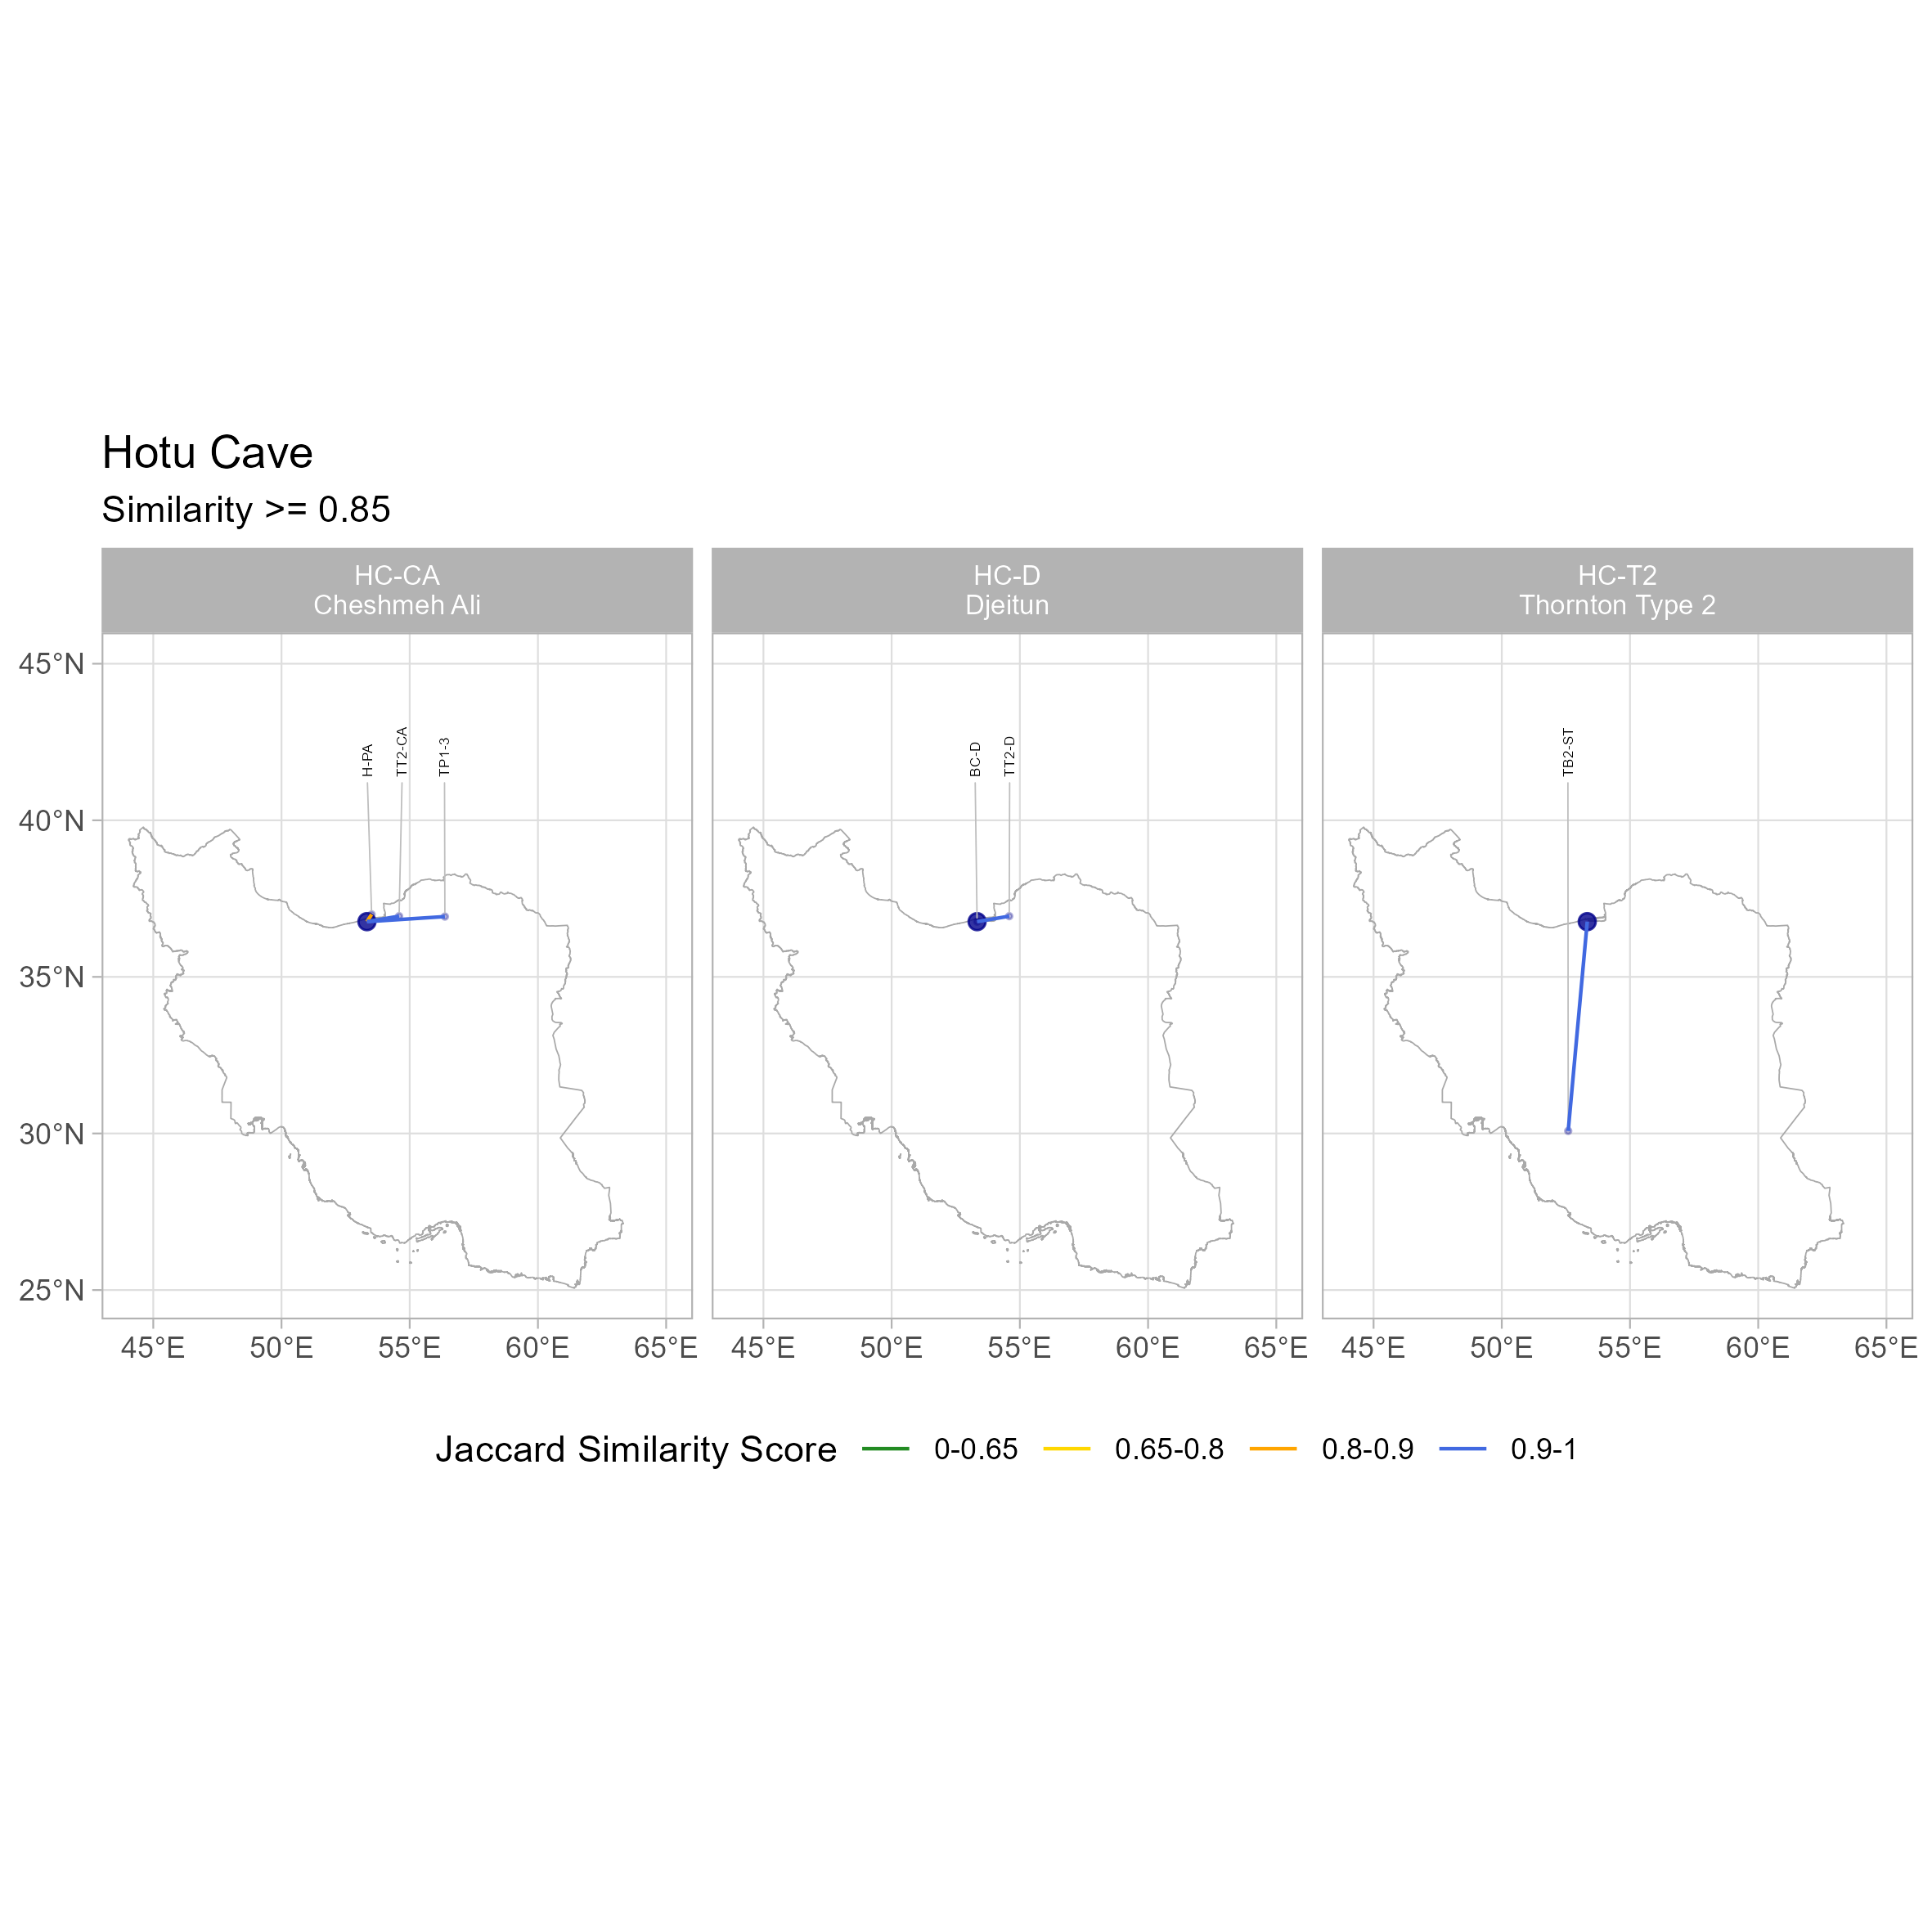 Hotu Cave
Similarity >= 0.85
HC-CA
Cheshmeh Ali
HC-D
Djeitun
HC-T2
Thornton Type 2
45°N
40°N
35°N
30°N
25°N
H-PA
TT2-CA
TP1-3
BC-D
TT2-D
TB2-ST
45°E 50°E 55°E 60°E 65°E
45°E 50°E 55°E 60°E 65°E
45°E 50°E 55°E 60°E 65°E
Jaccard Similarity Score 0-0.65 0.65-0.8 0.8-0.9 0.9-1